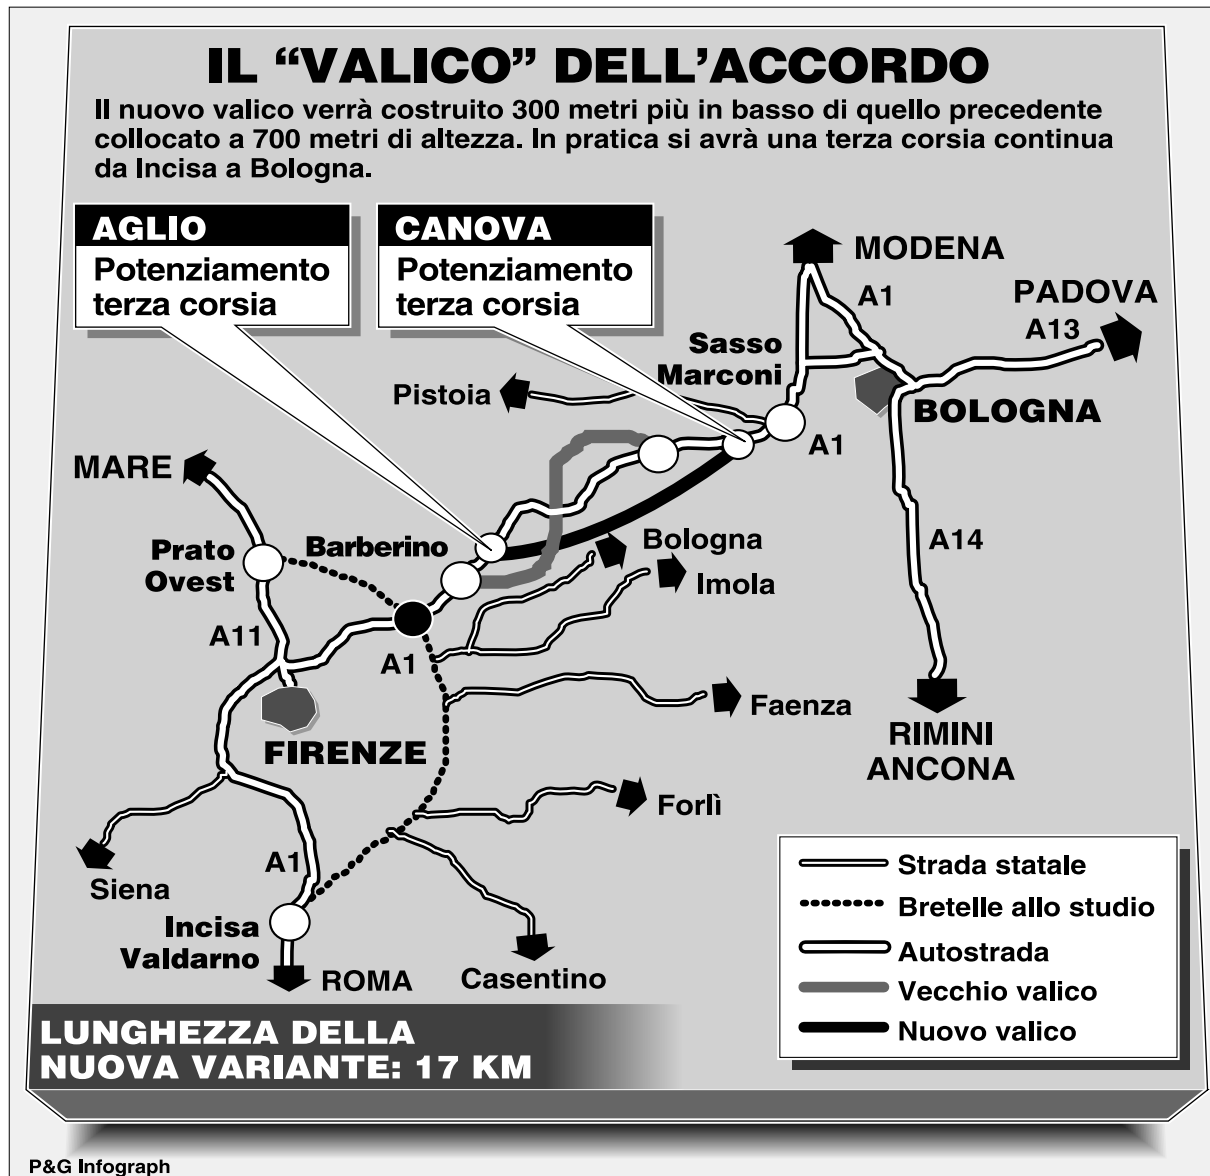 IL “VALICO” DELL’ACCORDO
Il nuovo valico verrà costruito 300 metri più in basso di quello precedente
collocato a 700 metri di altezza. In pratica si avrà una terza corsia continua
da Incisa a Bologna.
AGLIO
Potenziamento
terza corsia
CANOVA
Potenziamento
terza corsia
MODENA
A1
PADOVA
A13
Sasso
Marconi
Pistoia
BOLOGNA
A1
MARE
Prato
Ovest
Barberino
Bologna
Imola
A14
A11
A1
Faenza
FIRENZE
RIMINI
ANCONA
Forlì
Siena
A1
Incisa
Valdarno
ROMA
Casentino
Strada statale
Bretelle allo studio
Autostrada
Vecchio valico
Nuovo valico
LUNGHEZZA DELLA
NUOVA VARIANTE: 17 KM
P&G Infograph